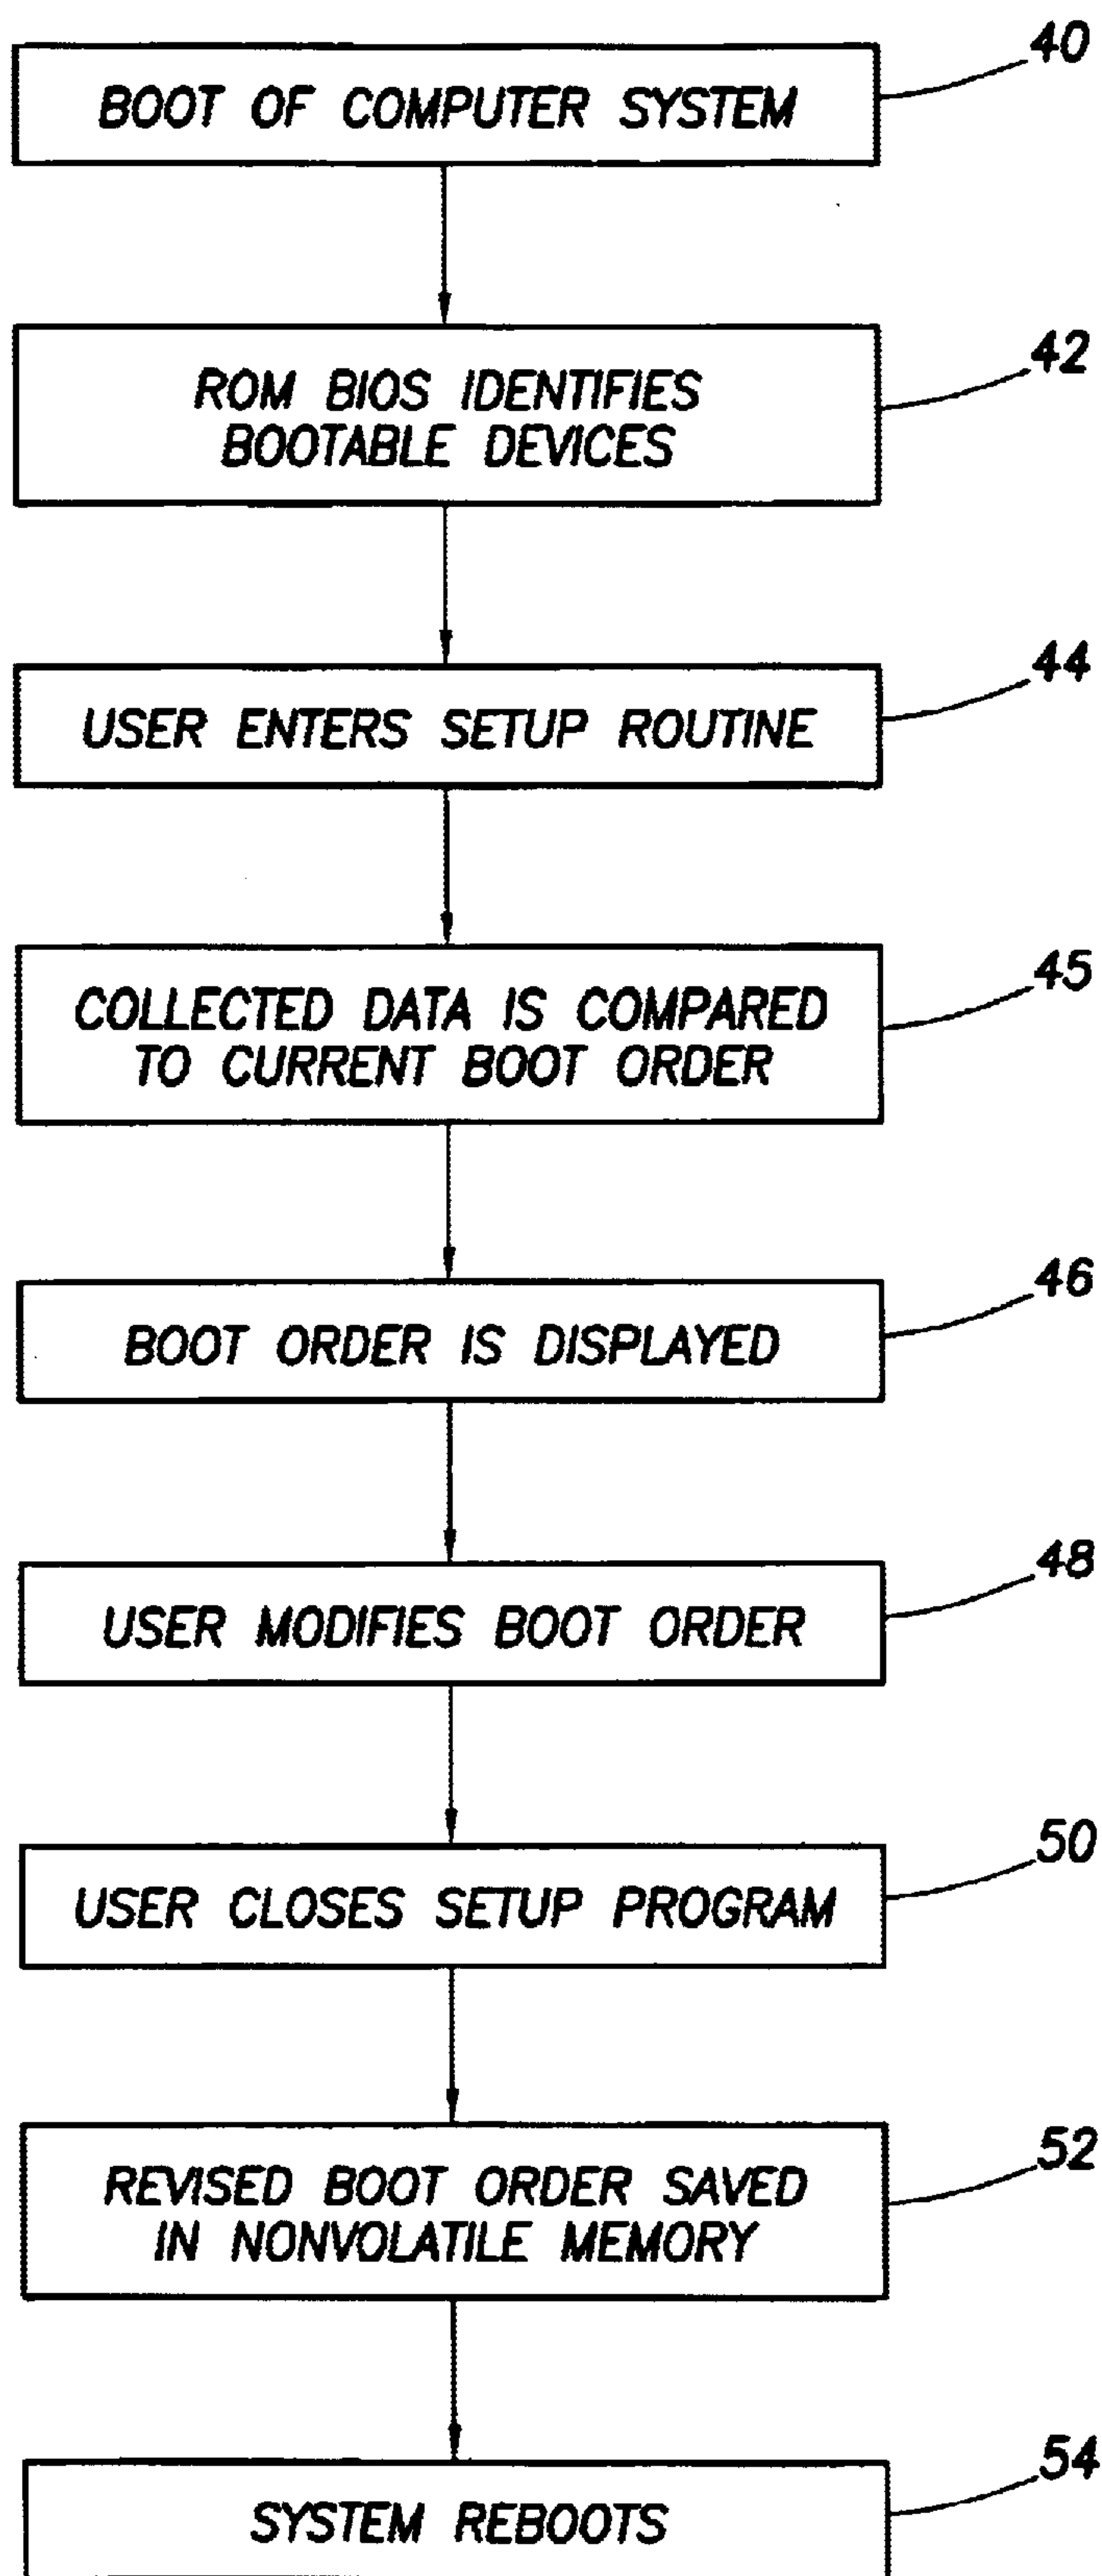 40
BOOT OF COMPUTER SYSTEM
42
ROM BIOS IDENTIFIES
BOOTABLE DEVICES
44
USER ENTERS SETUP ROUTINE
45
COLLECTED DATA IS COMPARED
TO CURRENT BOOT ORDER
46
BOOT ORDER IS DISPLAYED
48
USER MODIFIES BOOT ORDER
50
USER CLOSES SETUP PROGRAM
52
REVISED BOOT ORDER SAVED
IN NONVOLATILE MEMORY
54
SYSTEM REBOOTS